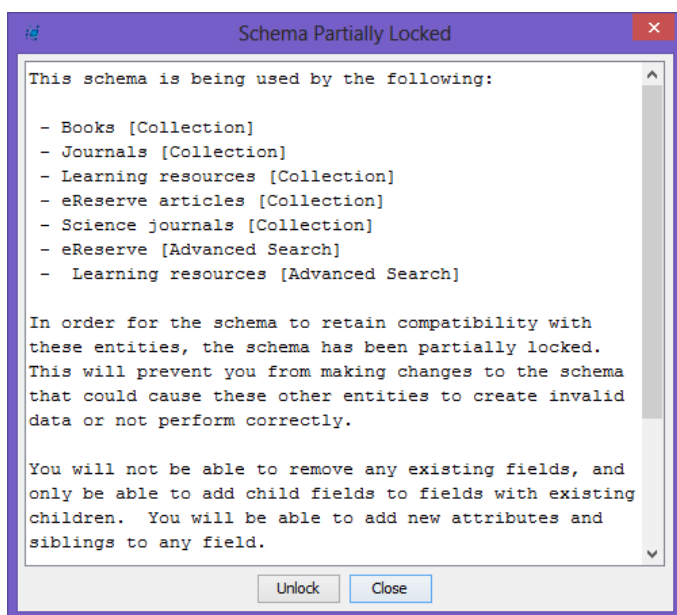 Schema Partially Locked
This schema is being used by the following:
- Books [Collection]
- Journals [Collection]
- Learning resources [Collection]
- eReserve articles [Collection]
- Science journals [Collection]
- eReserve [Advanced Search]
-  Learning resources [Advanced Search]
In order for the schema to retain compatibility with
these entities, the schema has been partially locked.
This will prevent you from making changes to the schema
that could cause these other entities to create invalid
data or not perform correctly.
You will not be able to remove any existing fields, and
only be able to add child fields to fields with existing
children.  You will be able to add new attributes and
siblings to any field.
Unlock Close